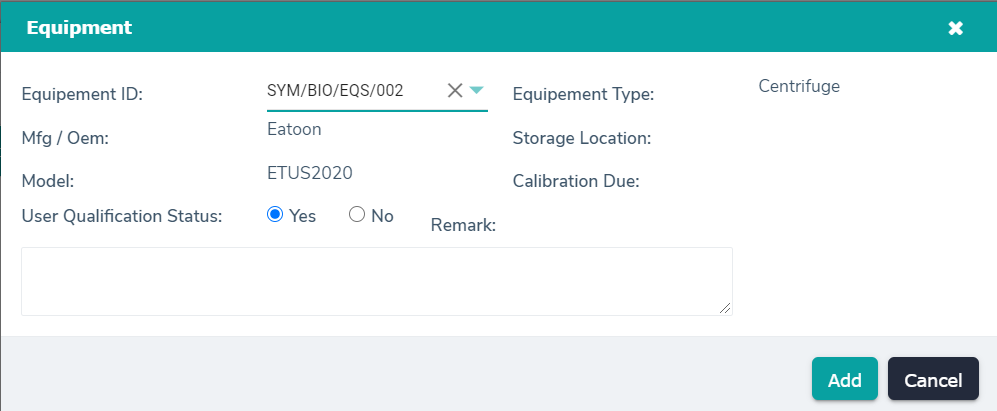 Equipment
Equipement ID: SYM/BIO/EQS/002 Equipement Type: Centrifuge
Mfg / Oem: Eatoon Storage Location:
Model: ETUS2020 Calibration Due:
User Qualification Status: Yes No Remark:
Add Cancel